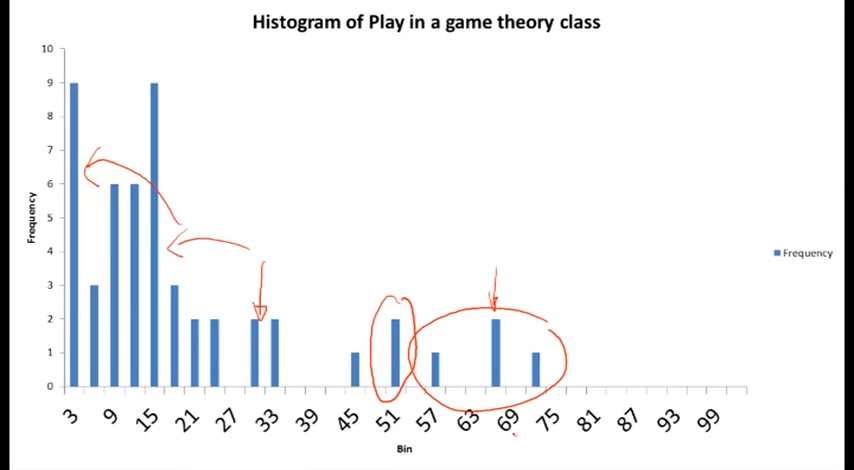 Histogram of Play in a game theory class
10
9
8
7
6
5
4
3
2
1
0
Frequency
3 9 15 21 27 33 39 45 51 57 63 69 75 81 87 93 99
Bin
Frequency